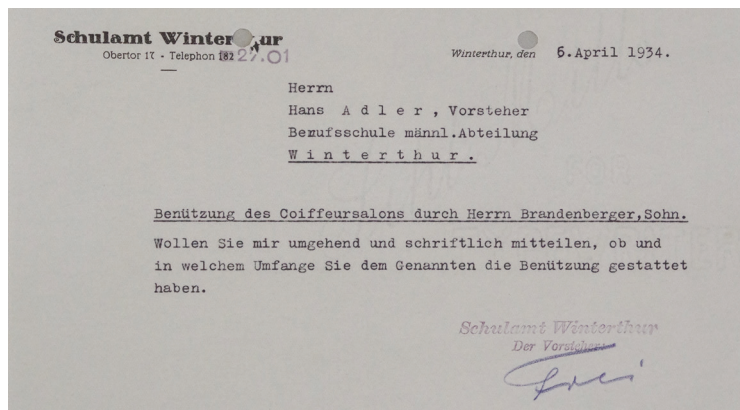 Schulamt Winterthur
Obertor 17 - Telephon 182 27.01
Winterthur, den 6.April 1934.
Herrn
Hans A d l e r , Vorsteher
Berufsschule männl.Abteilung
W i n t e r t h u r .
Benützung des Coiffeursalons durch Herrn Brandenberger,Sohn.
Wollen Sie mir umgehend und schriftlich mitteilen, ob und
in welchem Umfange Sie dem Genannten die Benützung gestattet
haben.
Schulamt Winterthur
Der Vorsteher:
Frei